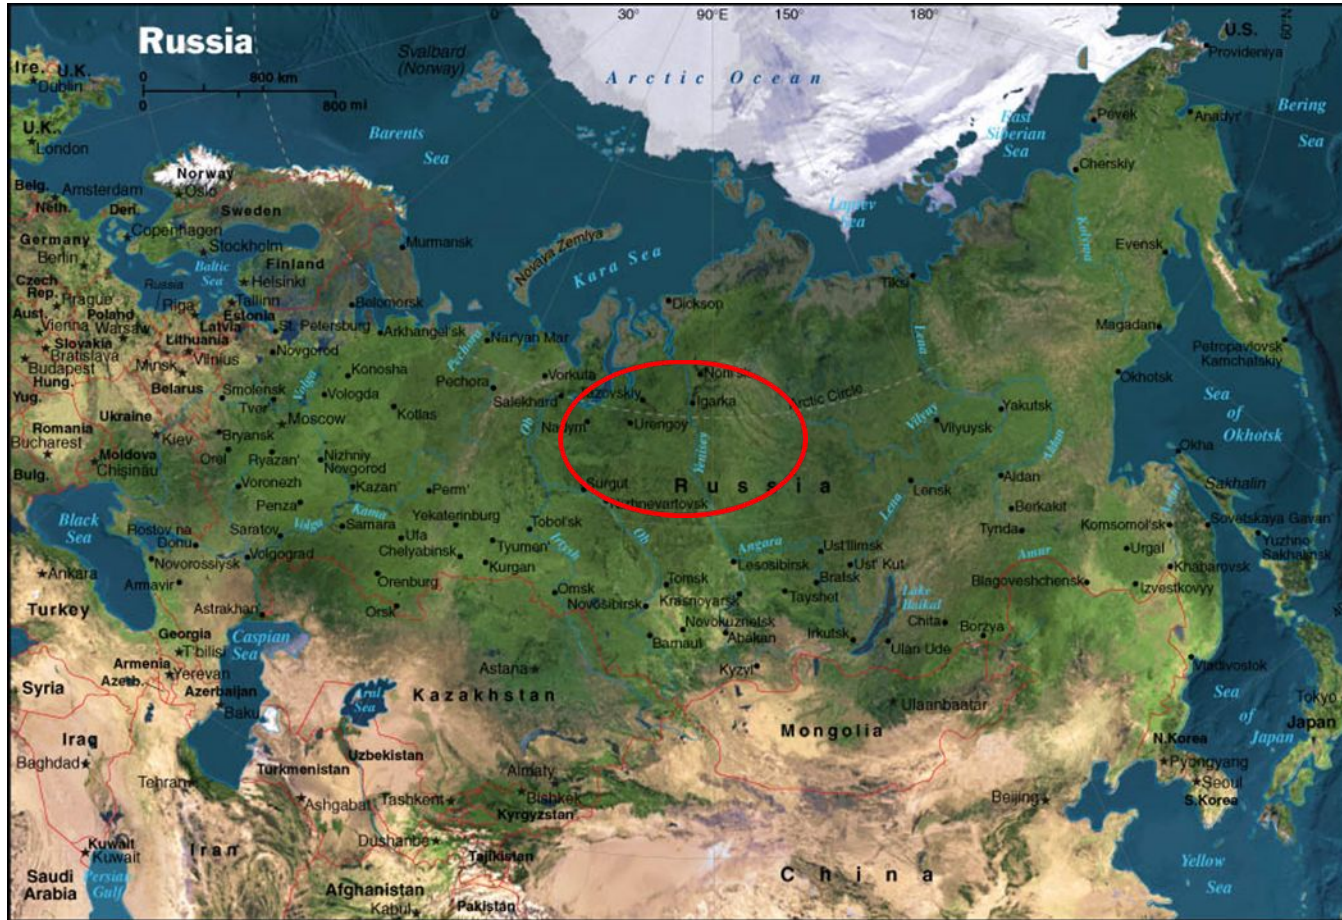 Russia
0
800 km
0
800 mi
Svalbard
(Norway)
0°
30°
90°E
150°
180°
60°N
U.S.
Provideniya
Arctic Ocean
Bering
Sea
Ire.
U.K.
Dublin
U.K.
London
Barents
Sea
East
Siberian
Sea
Pevek
Anadyr'
Cherskiy
Norway
Oslo
Belg.
Amsterdam
Neth.
Den.
Sweden
Copenhagen
Stockholm
Germany
Berlin
Baltic
Sea
Finland
Helsinki
Murmansk
Novaya Zemlya
Kara Sea
Laptev
Sea
Kolyma
Evensk
Tiksi
Dickson
Czech
Rep.
Prague
Russia
Riga
Tallinn
Estonia
Belomorsk
Aust.
Vienna
Poland
Warsaw
Latvia
St. Petersburg
Arkhangel'sk
Nar'yan Mar
Pechora
Lena
Magadan
Petropavlovsk
Kamchatskiy
Slovakia
Bratislava
Lithuania
Vilnius
Novgorod
Budapest
Hung.
Minsk
Belarus
Konosha
Pechora
Vorkuta
Okhotsk
Yug.
Smolensk
Tver'
Volga
Vologda
Salekhard
Igarka
Arctic Circle
Sea
of
Okhotsk
Ukraine
Moscow
Kotlas
Ob
Urengoy
Vilyuy
Vilyuysk
Yakutsk
Aldan
Romania
Bucharest
Kiev
Bryansk
Yenisey
Okha
Bulg.
Moldova
Chişinău
Orel
Ryazan'
Nizhniy
Novgorod
Voronezh
Kazan'
Perm'
Surgut
Russia
Lensk
Aldan
Sakhalin
Penza
Nizhnevartovsk
Lena
Berkakit
Amur
Black
Sea
Rostov na
Donu
Saratov
Volga
Kama
Samara
Yekaterinburg
Ufa
Tobol'sk
Irtysh
Ob
Tynda
Komsomol'sk
Sovetskaya Gavan'
Yuzhno
Sakhalinsk
Novorossiysk
Volgograd
Chelyabinsk
Tyumen'
Angara
Ust'Ilimsk
Amur
Urgal
Ankara
Armavir
Orenburg
Kurgan
Lesosibirsk
Ust' Kut
Khabarovsk
Turkey
Astrakhan'
Orsk
Omsk
Tomsk
Bratsk
Blagoveshchensk
Izvestkovyy
Novosibirsk
Krasnoyarsk
Tayshet
Lake
Baikal
Georgia
T'bilisi
Caspian
Sea
Novokuznetsk
Barnaul
Abakan
Irkutsk
Chita
Borzya
Ulan Ude
Armenia
Yerevan
Azerb.
Azerbaijan
Baku
Astana
Kyzyl
Vladivostok
Syria
Kazakhstan
Aral
Sea
Ulaanbaatar
Mongolia
Sea
of
Japan
Tokyo
Japan
Iraq
Baghdad
Uzbekistan
N.Korea
Pyongyang
Seoul
S.Korea
Tehran
Turkmenistan
Ashgabat
Tashkent
Almaty
Bishkek
Kyrgyzstan
Beijing
Kuwait
Kuwait
Iran
Dushanbe
Tajikistan
Saudi
Arabia
Persian
Gulf
Afghanistan
Kabul
Pakistan
China
Yellow
Sea